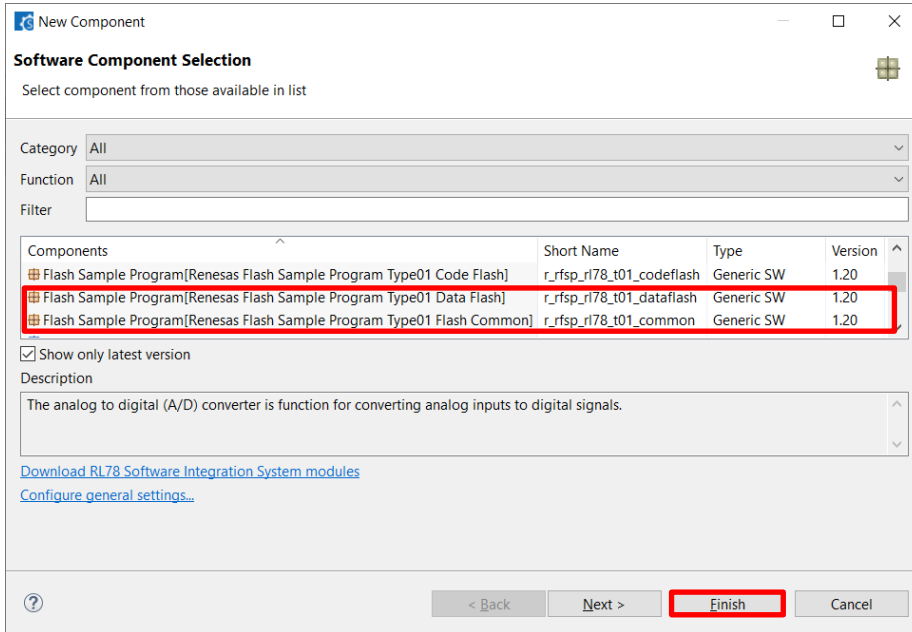 New Component
Software Component Selection
Select component from those available in list
Category All
Function All
Filter
Components Short Name Type Version
Flash Sample Program[Renesas Flash Sample Program Type01 Code Flash] r_rfsp_rl78_t01_codeflash Generic SW 1.20
Flash Sample Program[Renesas Flash Sample Program Type01 Data Flash] r_rfsp_rl78_t01_dataflash Generic SW 1.20
Flash Sample Program[Renesas Flash Sample Program Type01 Flash Common] r_rfsp_rl78_t01_common Generic SW 1.20
Show only latest version
Description
The analog to digital (A/D) converter is function for converting analog inputs to digital signals.
Download RL78 Software Integration System modules
Configure general settings...
? < Back Next > Finish Cancel